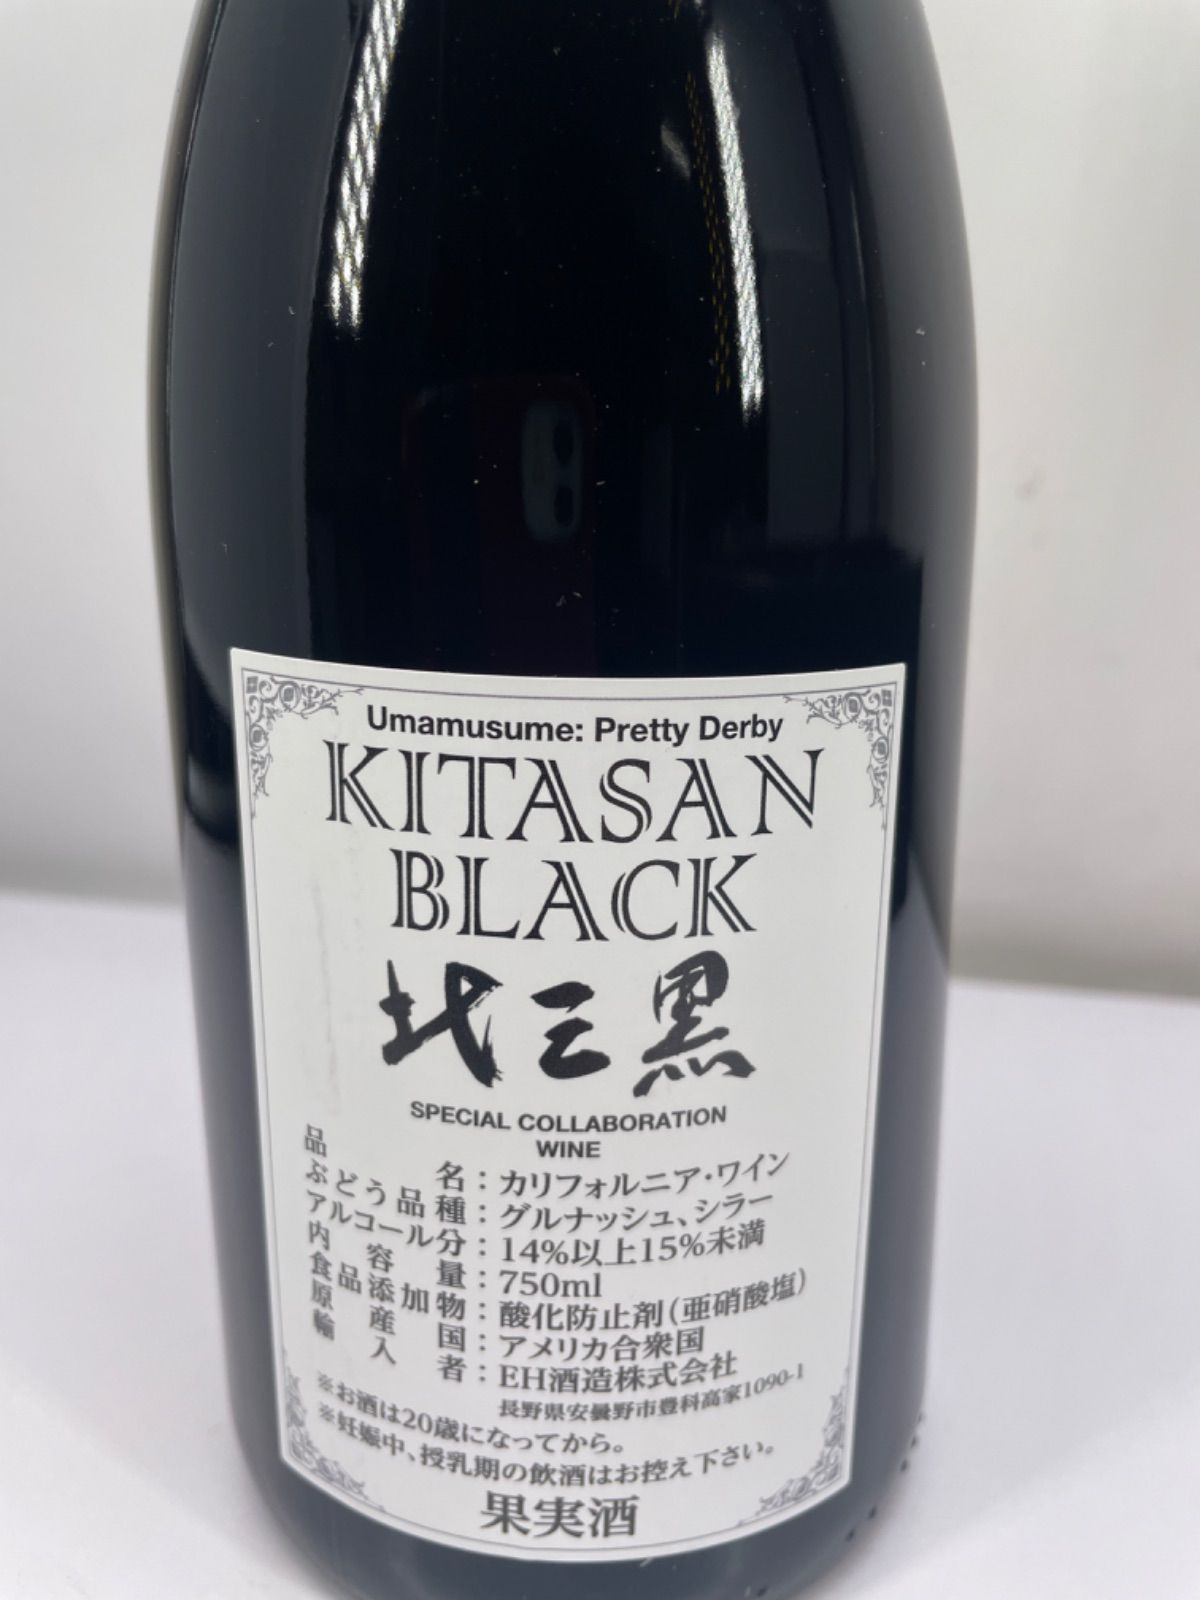 Umamusume: Pretty Derby
KITASAN
BLACK
北三黒
SPECIAL COLLABORATION
WINE
品名：カリフォルニア・ワイン
ぶどう品種：グルナッシュ、シラー
アルコール分：14%以上15%未満
内容量：750ml
食品添加物：酸化防止剤(亜硝酸塩)
原産国：アメリカ合衆国
輸入者：EH酒造株式会社
長野県安曇野市豊科高家1090-1
※お酒は20歳になってから。
※妊娠中、授乳期の飲酒はお控え下さい。
果実酒